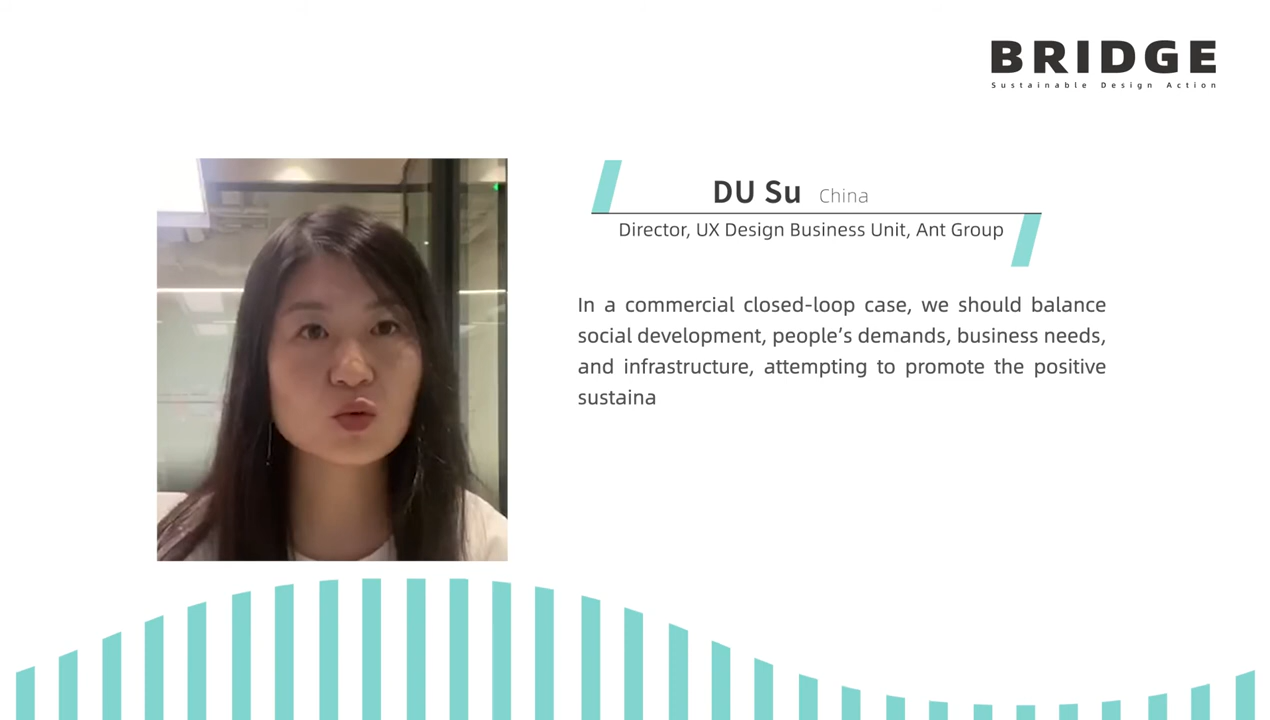 BRIDGE
Sustainable Design Action
DU Su China
Director, UX Design Business Unit, Ant Group
In a commercial closed-loop case, we should balance
social development, people’s demands, business needs,
and infrastructure, attempting to promote the positive
sustaina